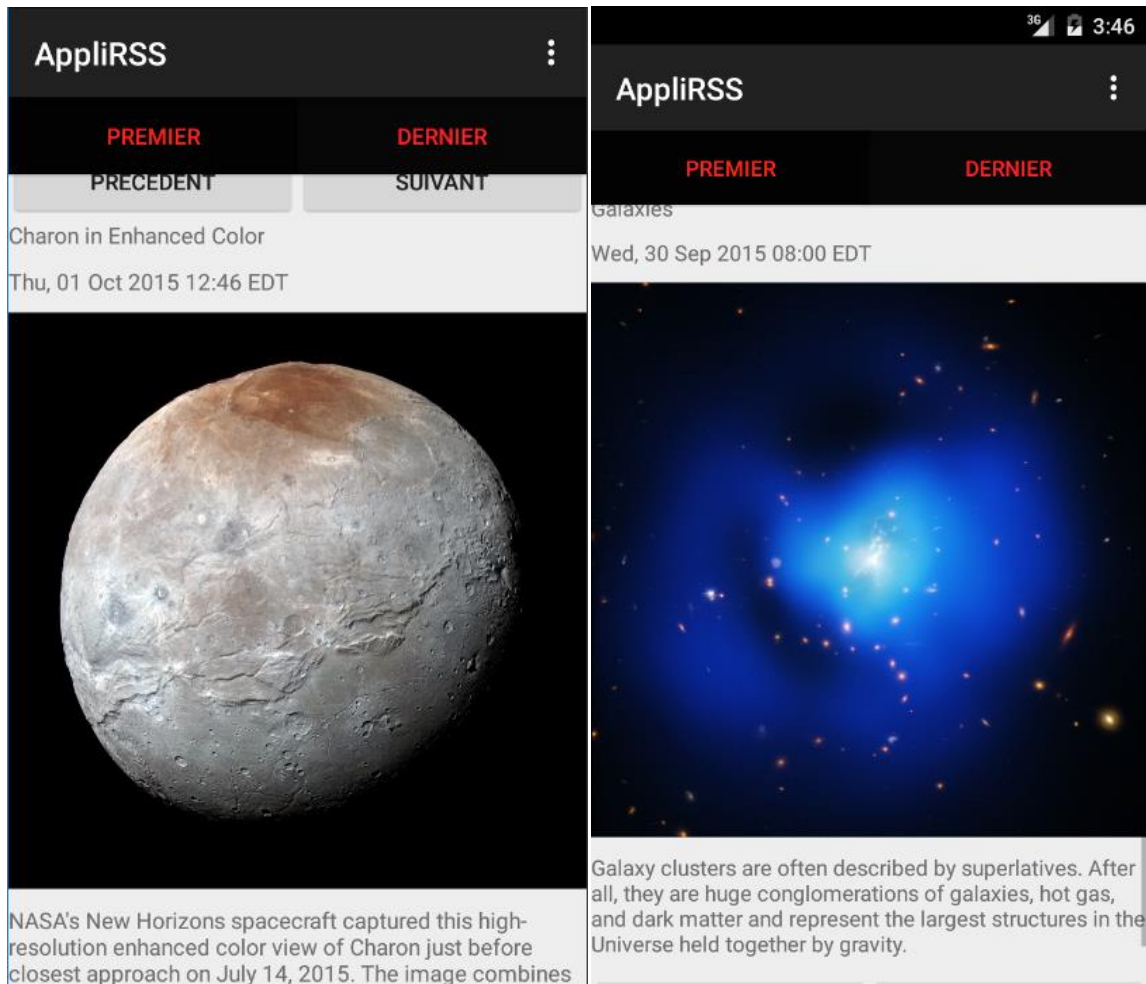 AppliRSS
PREMIER
DERNIER
PRECEDENT
SUIVANT
Charon in Enhanced Color
Thu, 01 Oct 2015 12:46 EDT
NASA's New Horizons spacecraft captured this high-
resolution enhanced color view of Charon just before
closest approach on July 14, 2015. The image combines
3G
3:46
AppliRSS
PREMIER
DERNIER
Galaxies
Wed, 30 Sep 2015 08:00 EDT
Galaxy clusters are often described by superlatives. After
all, they are huge conglomerations of galaxies, hot gas,
and dark matter and represent the largest structures in the
Universe held together by gravity.